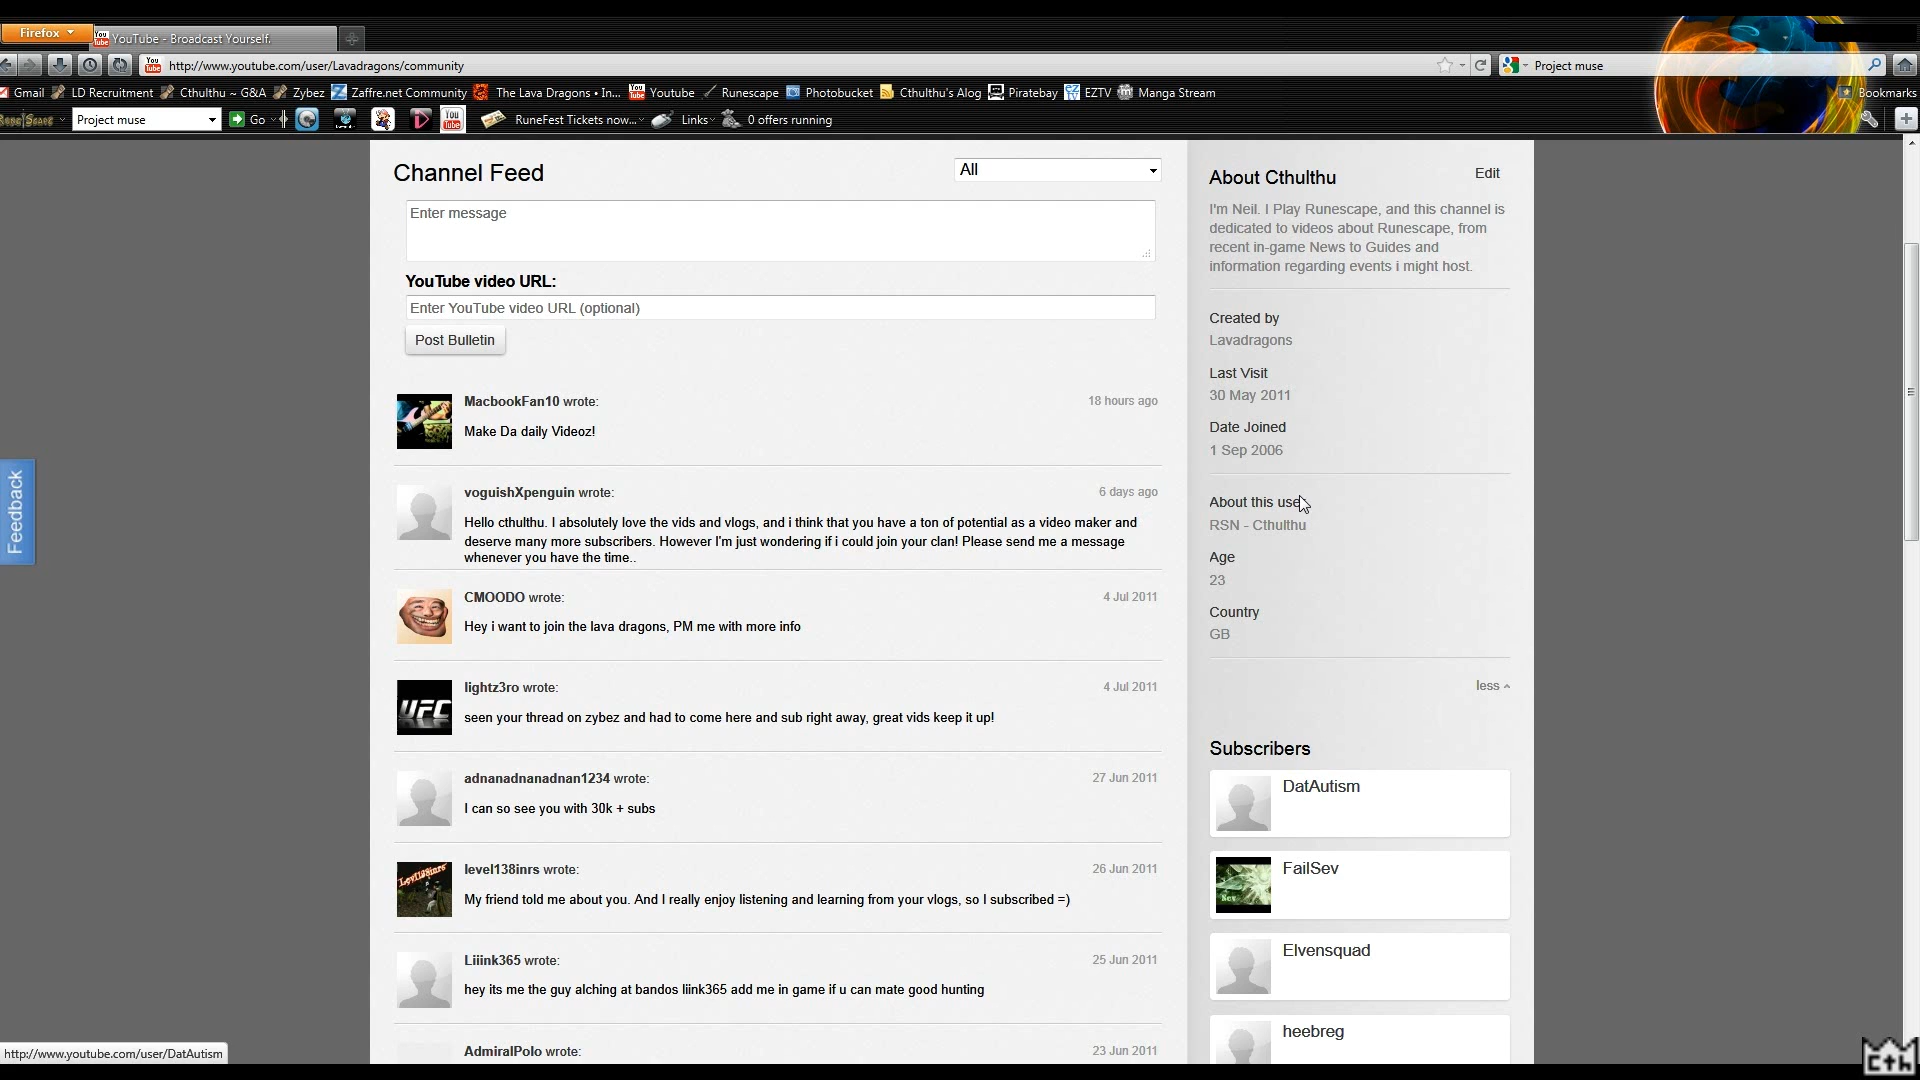 Firefox
YouTube - Broadcast Yourself.
http://www.youtube.com/user/Lavadragons/community
Project muse
Gmail
LD Recruitment
Cthulhu ~ G&A
Zybez
Zaffre.net Community
The Lava Dragons • In...
Youtube
Runescape
Photobucket
Cthulhu's Alog
Piratebay
EZTV
Manga Stream
Bookmarks
Project muse
Go
RuneFest Tickets now...
Links
0 offers running
Channel Feed
All
Enter message
YouTube video URL:
Enter YouTube video URL (optional)
Post Bulletin
MacbookFan10 wrote:
18 hours ago
Make Da daily Videoz!
voguishXpenguin wrote:
6 days ago
Hello cthulhu. I absolutely love the vids and vlogs, and i think that you have a ton of potential as a video maker and
deserve many more subscribers. However I'm just wondering if i could join your clan! Please send me a message
whenever you have the time..
CMOODO wrote:
4 Jul 2011
Hey i want to join the lava dragons, PM me with more info
UFC
lightz3ro wrote:
4 Jul 2011
seen your thread on zybez and had to come here and sub right away, great vids keep it up!
adnanadnanadnan1234 wrote:
27 Jun 2011
I can so see you with 30k + subs
level138inrs wrote:
26 Jun 2011
My friend told me about you. And I really enjoy listening and learning from your vlogs, so I subscribed =)
Liiink365 wrote:
25 Jun 2011
hey its me the guy alching at bandos liink365 add me in game if u can mate good hunting
AdmiralPolo wrote:
23 Jun 2011
About Cthulhu
Edit
I'm Neil. I Play Runescape, and this channel is
dedicated to videos about Runescape, from
recent in-game News to Guides and
information regarding events i might host.
Created by
Lavadragons
Last Visit
30 May 2011
Date Joined
1 Sep 2006
About this use
RSN - Cthulhu
Age
23
Country
GB
less
Subscribers
DatAutism
FailSev
Elvensquad
heebreg
Feedback
http://www.youtube.com/user/DatAutism
Cth